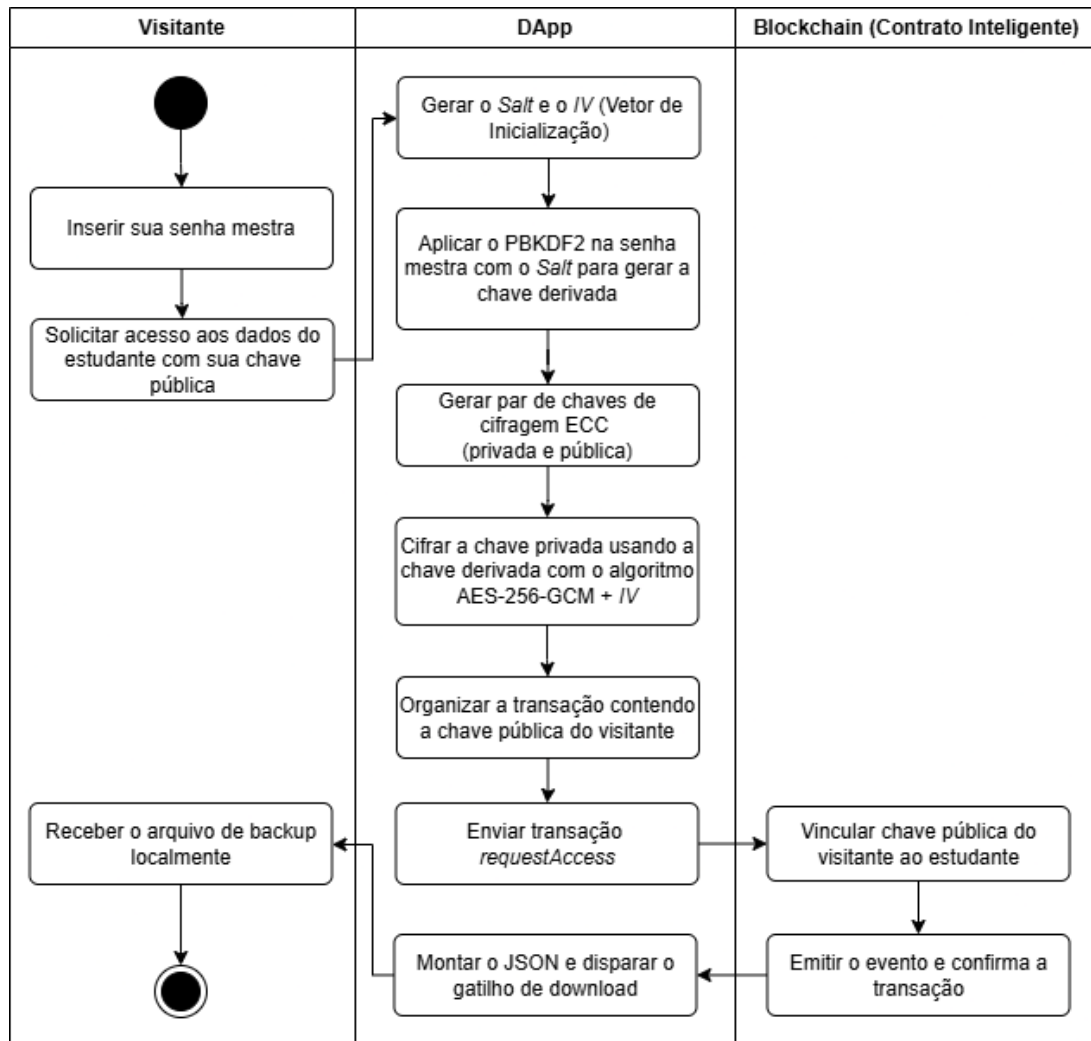 Visitante
DApp
Blockchain (Contrato Inteligente)
Inserir sua senha mestra
Solicitar acesso aos dados do
estudante com sua chave
pública
Gerar o Salt e o IV (Vetor de
Inicialização)
Aplicar o PBKDF2 na senha
mestra com o Salt para gerar a
chave derivada
Gerar par de chaves de
cifragem ECC
(privada e pública)
Cifrar a chave privada usando a
chave derivada com o algoritmo
AES-256-GCM + IV
Organizar a transação contendo
a chave pública do visitante
Enviar transação
requestAccess
Vincular chave pública do
visitante ao estudante
Emitir o evento e confirma a
transação
Montar o JSON e disparar o
gatilho de download
Receber o arquivo de backup
localmente